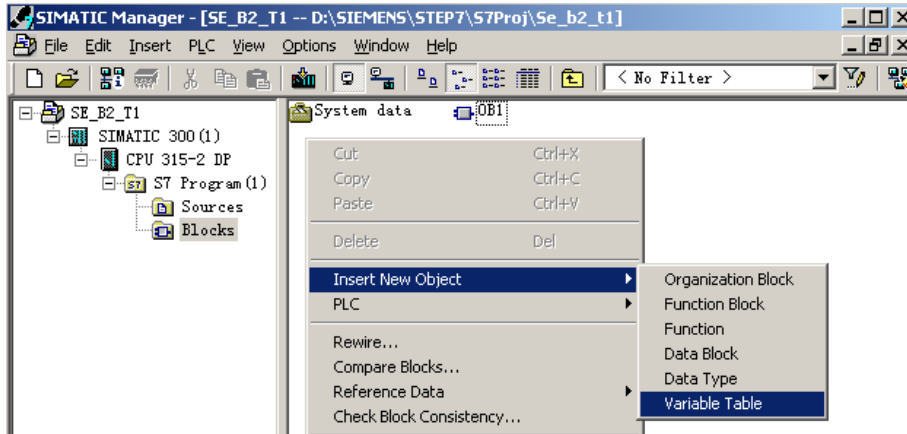 SIMATIC Manager - [SE_B2_T1 -- D:\SIEMENS\STEP7\S7Proj\Se_b2_t1]
File Edit Insert PLC View Options Window Help
< No Filter >
SE_B2_T1
SIMATIC 300(1)
CPU 315-2 DP
S7 Program(1)
Sources
Blocks
System data OB1
Cut Ctrl+X
Copy Ctrl+C
Paste Ctrl+V
Delete Del
Insert New Object
PLC
Rewire...
Compare Blocks...
Reference Data
Check Block Consistency...
Organization Block
Function Block
Function
Data Block
Data Type
Variable Table